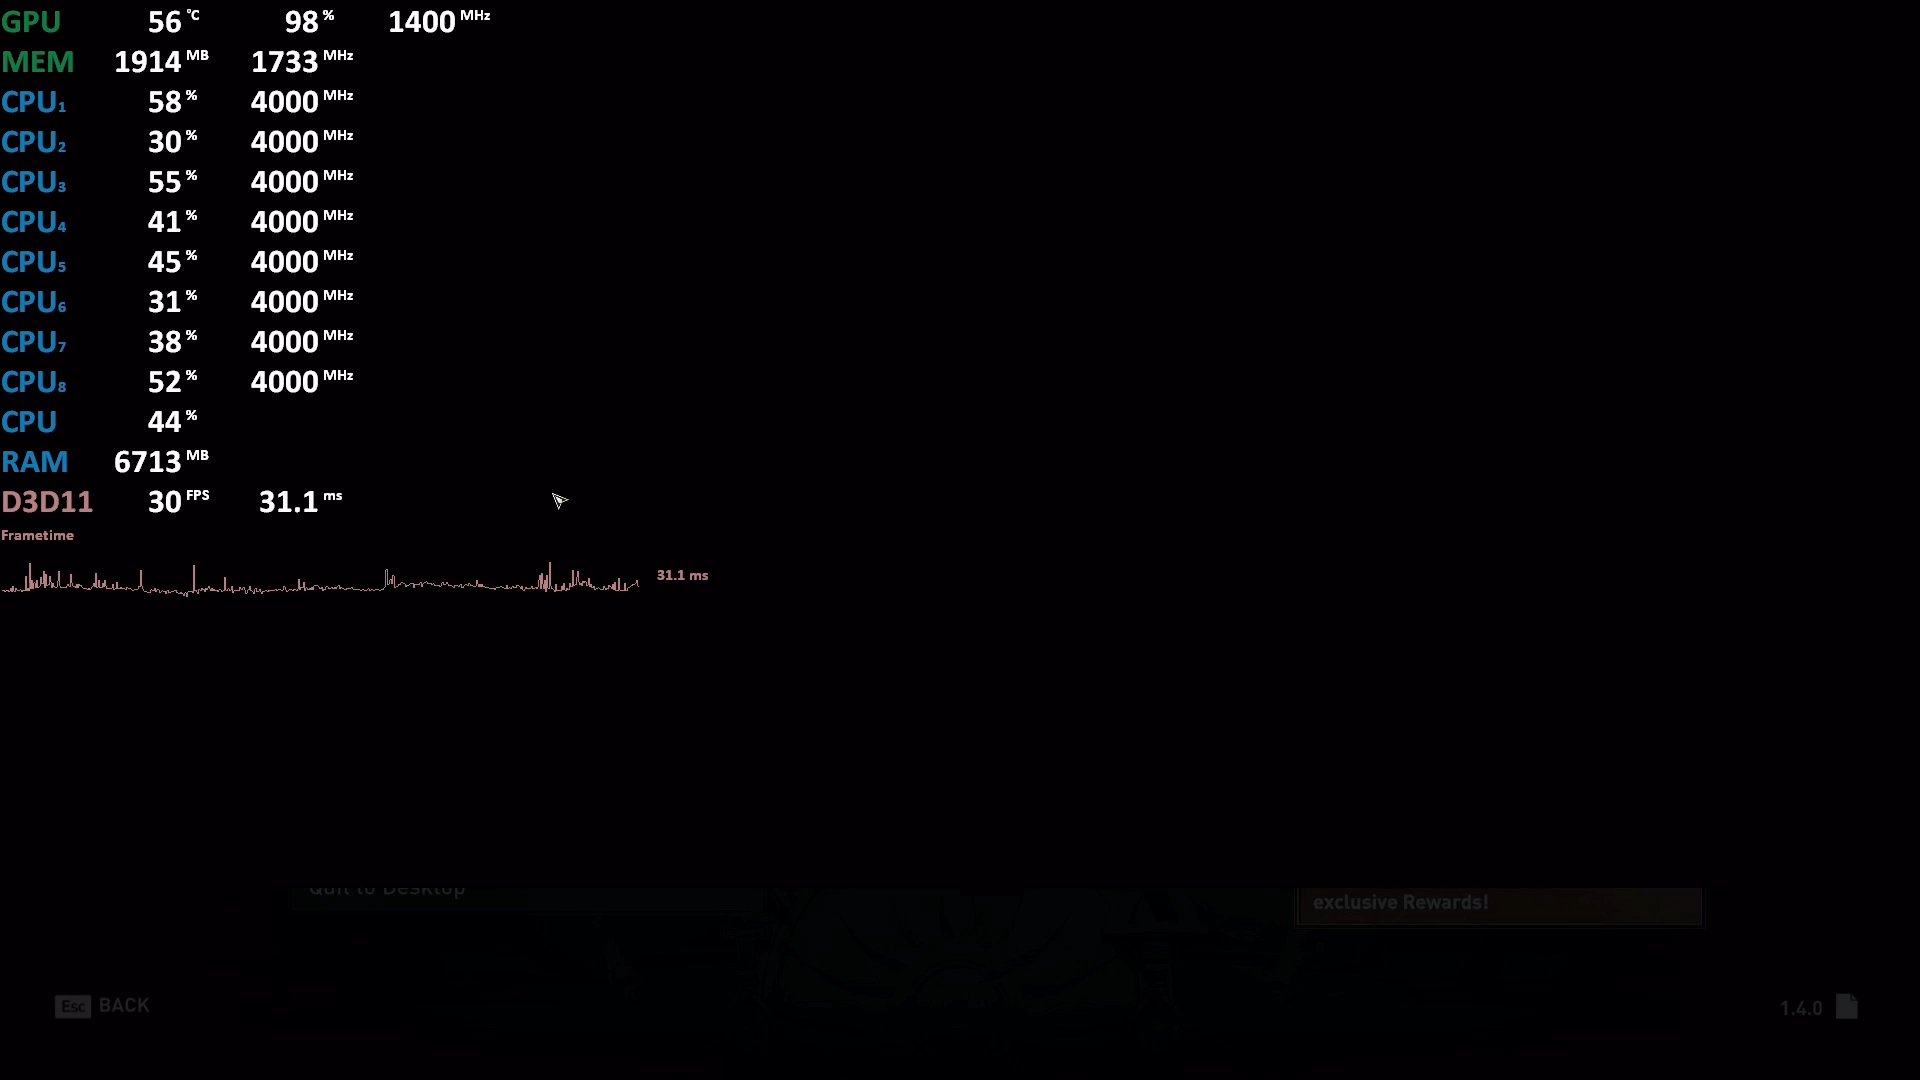 GPU 56 °C 98 % 1400 MHz
MEM 1914 MB 1733 MHz
CPU1 58 % 4000 MHz
CPU2 30 % 4000 MHz
CPU3 55 % 4000 MHz
CPU4 41 % 4000 MHz
CPU5 45 % 4000 MHz
CPU6 31 % 4000 MHz
CPU7 38 % 4000 MHz
CPU8 52 % 4000 MHz
CPU 44 %
RAM 6713 MB
D3D11 30 FPS 31.1 ms
Frametime
31.1 ms
Quit to Desktop
exclusive Rewards!
Esc BACK
1.4.0